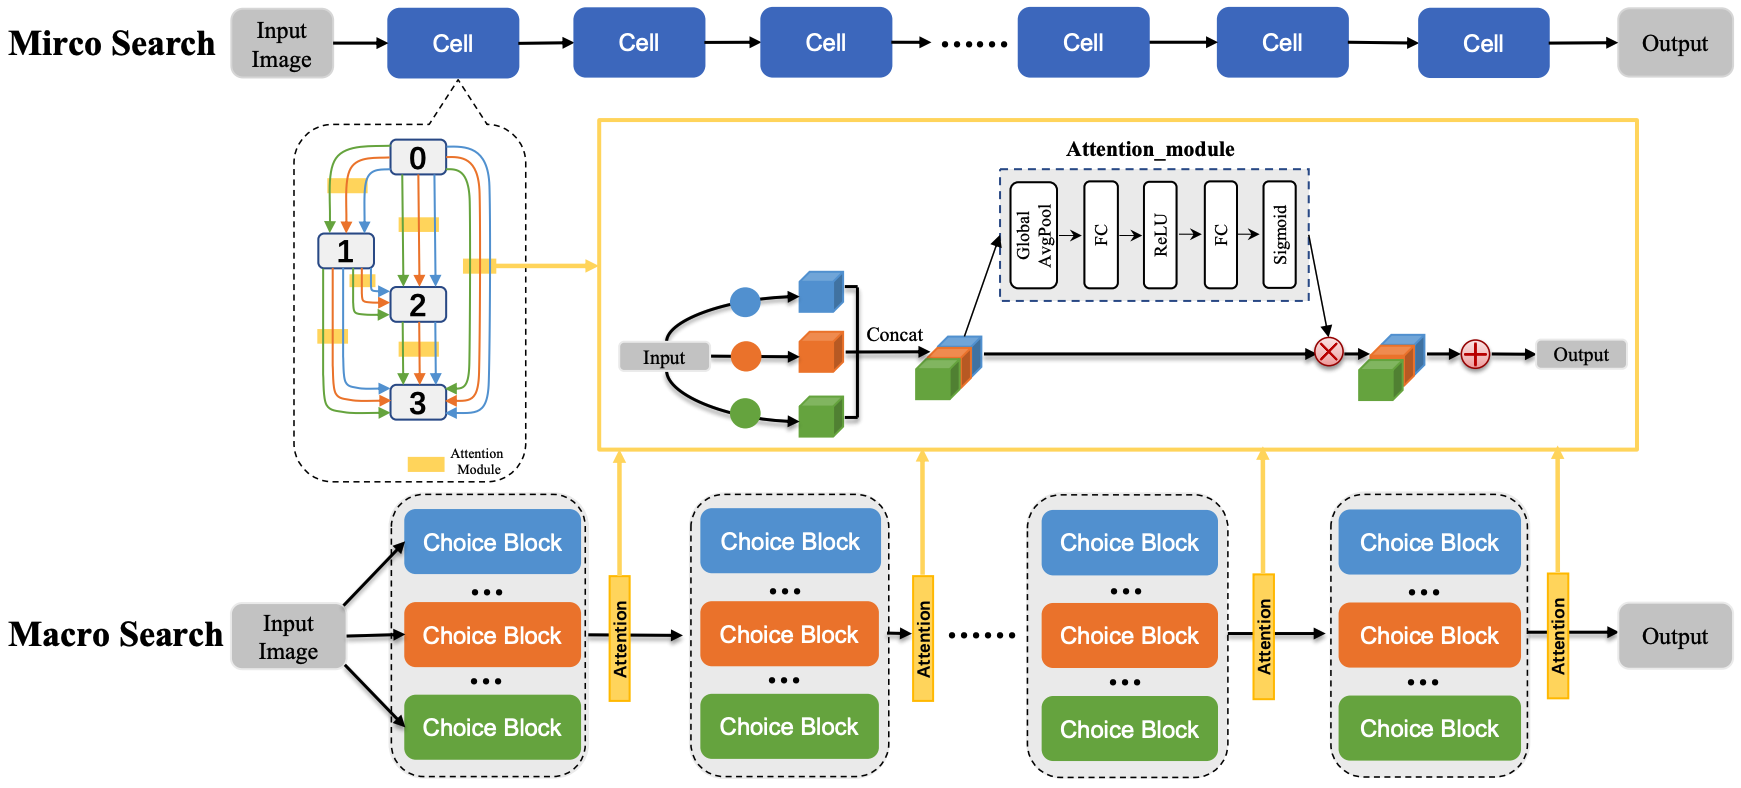 Mirco Search
Input
Image
Cell
Cell
Cell
......
Cell
Cell
Cell
Output
0
1
2
3
Attention
Module
Attention_module
Global
AvgPool
FC
ReLU
FC
Sigmoid
Input
Concat
Output
Macro Search
Input
Image
Choice Block
...
Choice Block
...
Choice Block
Attention
Choice Block
...
Choice Block
...
Choice Block
Attention
......
Choice Block
...
Choice Block
...
Choice Block
Attention
Choice Block
...
Choice Block
...
Choice Block
Attention
Output